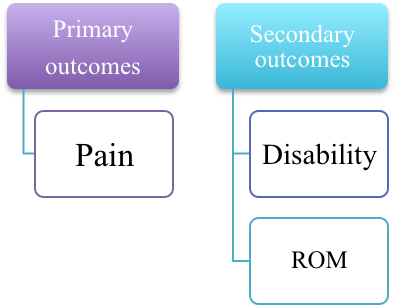 Primary
outcomes
Pain
Secondary
outcomes
Disability
ROM